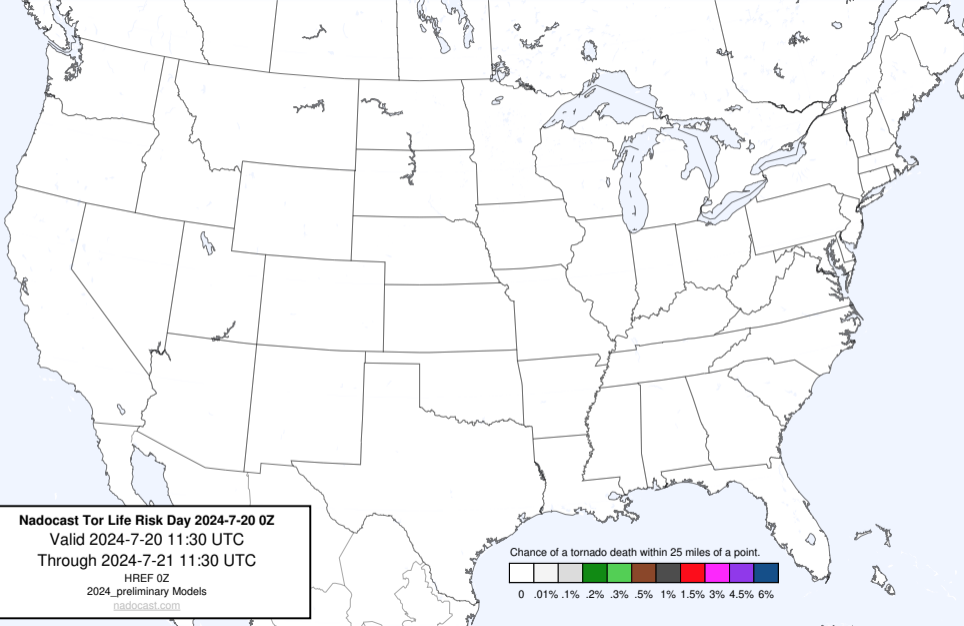 Nadocast Tor Life Risk Day 2024-7-20 0Z
Valid 2024-7-20 11:30 UTC
Through 2024-7-21 11:30 UTC
HREF 0Z
2024_preliminary Models
nadocast.com
Chance of a tornado death within 25 miles of a point.
0 .01% .1% .2% .3% .5% 1% 1.5% 3% 4.5% 6%